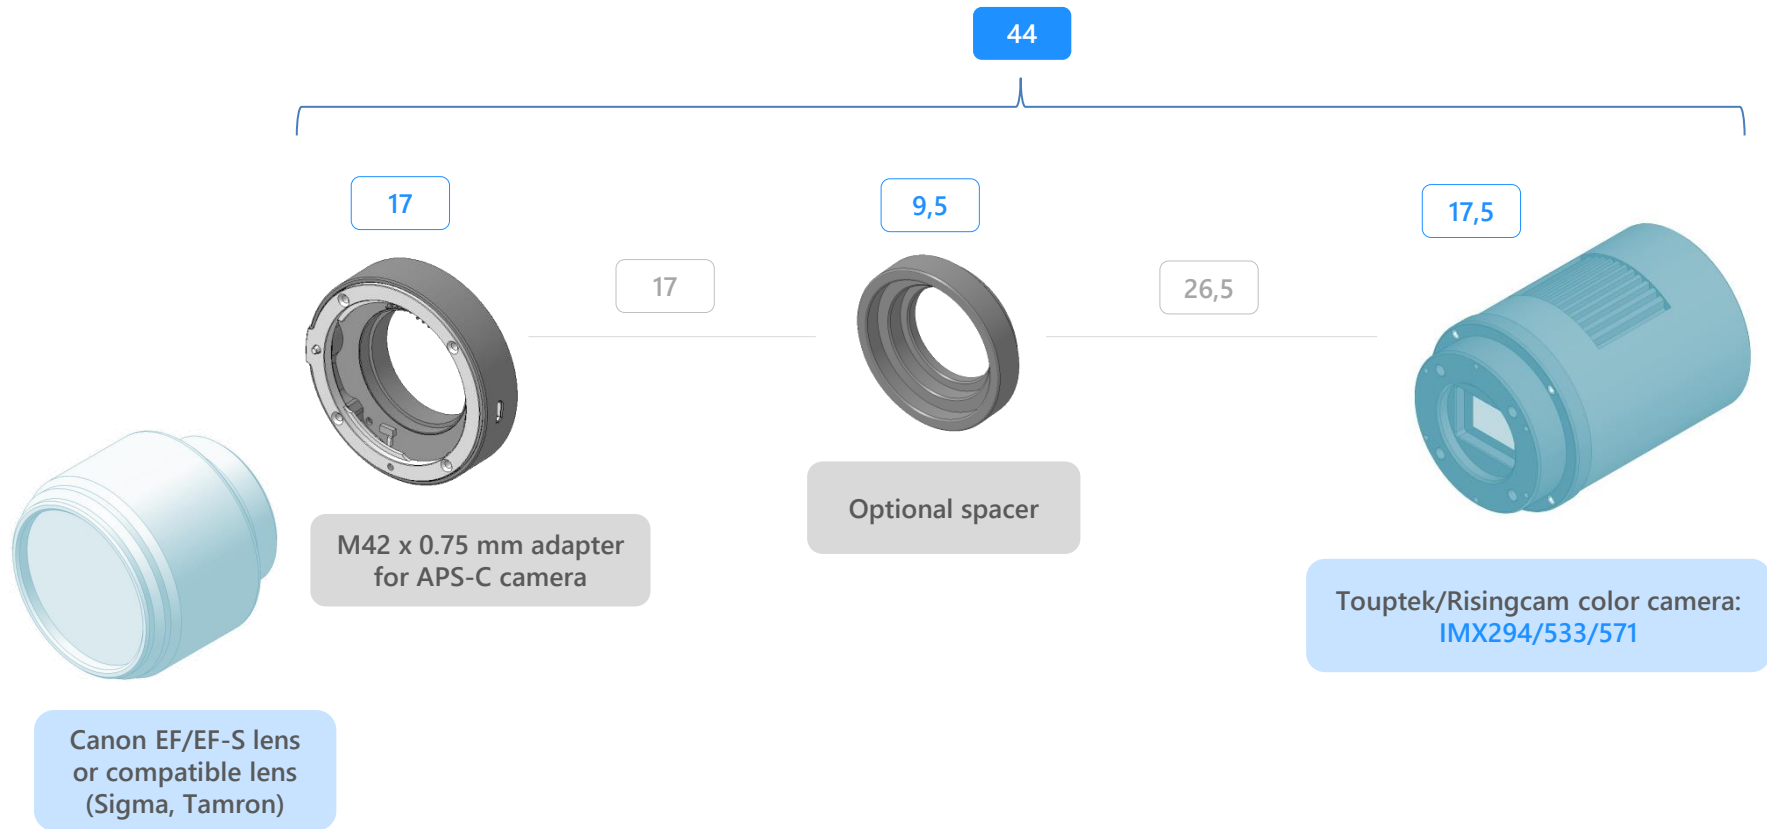 44
17
9,5
17,5
17
26,5
Optional spacer
M42 x 0.75 mm adapter
for APS-C camera
Touptek/Risingcam color camera:
IMX294/533/571
Canon EF/EF-S lens
or compatible lens
(Sigma, Tamron)